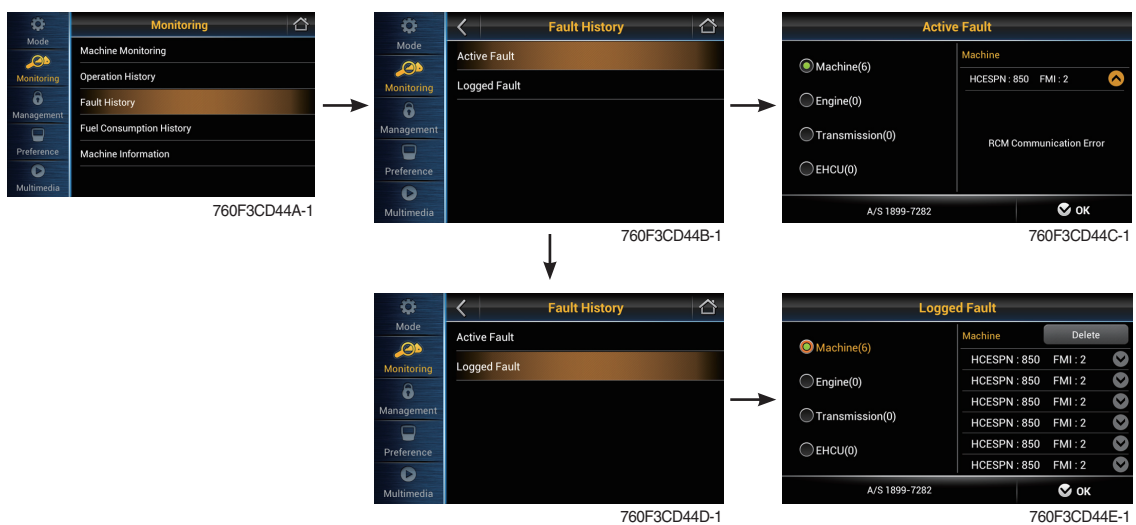 Mode
Monitoring
Management
Preference
Multimedia
Monitoring
Machine Monitoring
Operation History
Fault History
Fuel Consumption History
Machine Information
760F3CD44A-1
Mode
Monitoring
Management
Preference
Multimedia
Fault History
Active Fault
Logged Fault
760F3CD44B-1
Active Fault
Machine(6)
Engine(0)
Transmission(0)
EHCU(0)
Machine
HCESPN : 850 FMI : 2
RCM Communication Error
A/S 1899-7282
OK
760F3CD44C-1
Mode
Monitoring
Management
Preference
Multimedia
Fault History
Active Fault
Logged Fault
760F3CD44D-1
Logged Fault
Machine(6)
Engine(0)
Transmission(0)
EHCU(0)
Machine Delete
HCESPN : 850 FMI : 2
HCESPN : 850 FMI : 2
HCESPN : 850 FMI : 2
HCESPN : 850 FMI : 2
HCESPN : 850 FMI : 2
HCESPN : 850 FMI : 2
A/S 1899-7282
OK
760F3CD44E-1